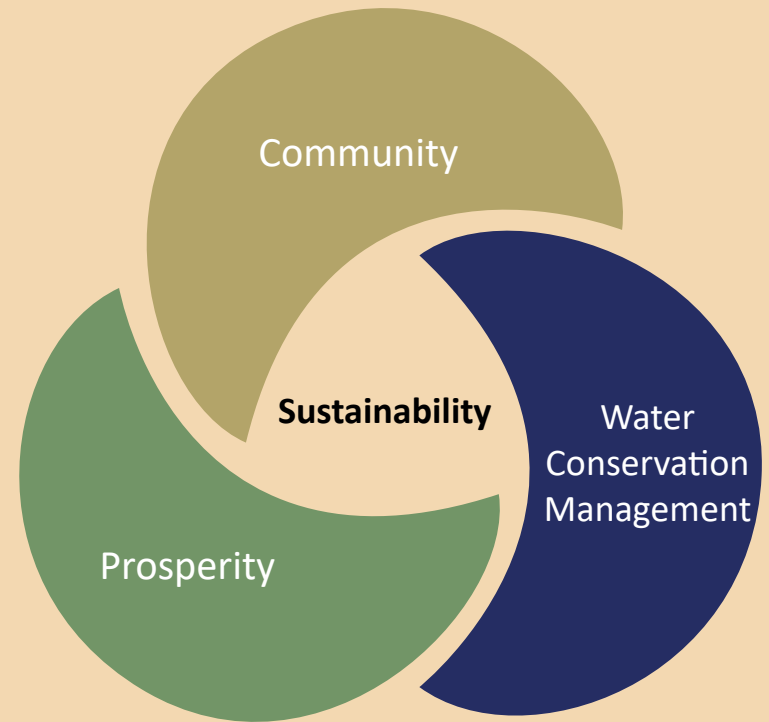 Community
Sustainability
Water
Conservation
Management
Prosperity